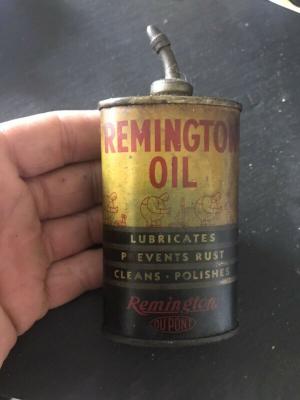 REMINGTON
OIL
LUBRICATES
PREVENTS RUST
CLEANS · POLISHES
Remington
DU PONT